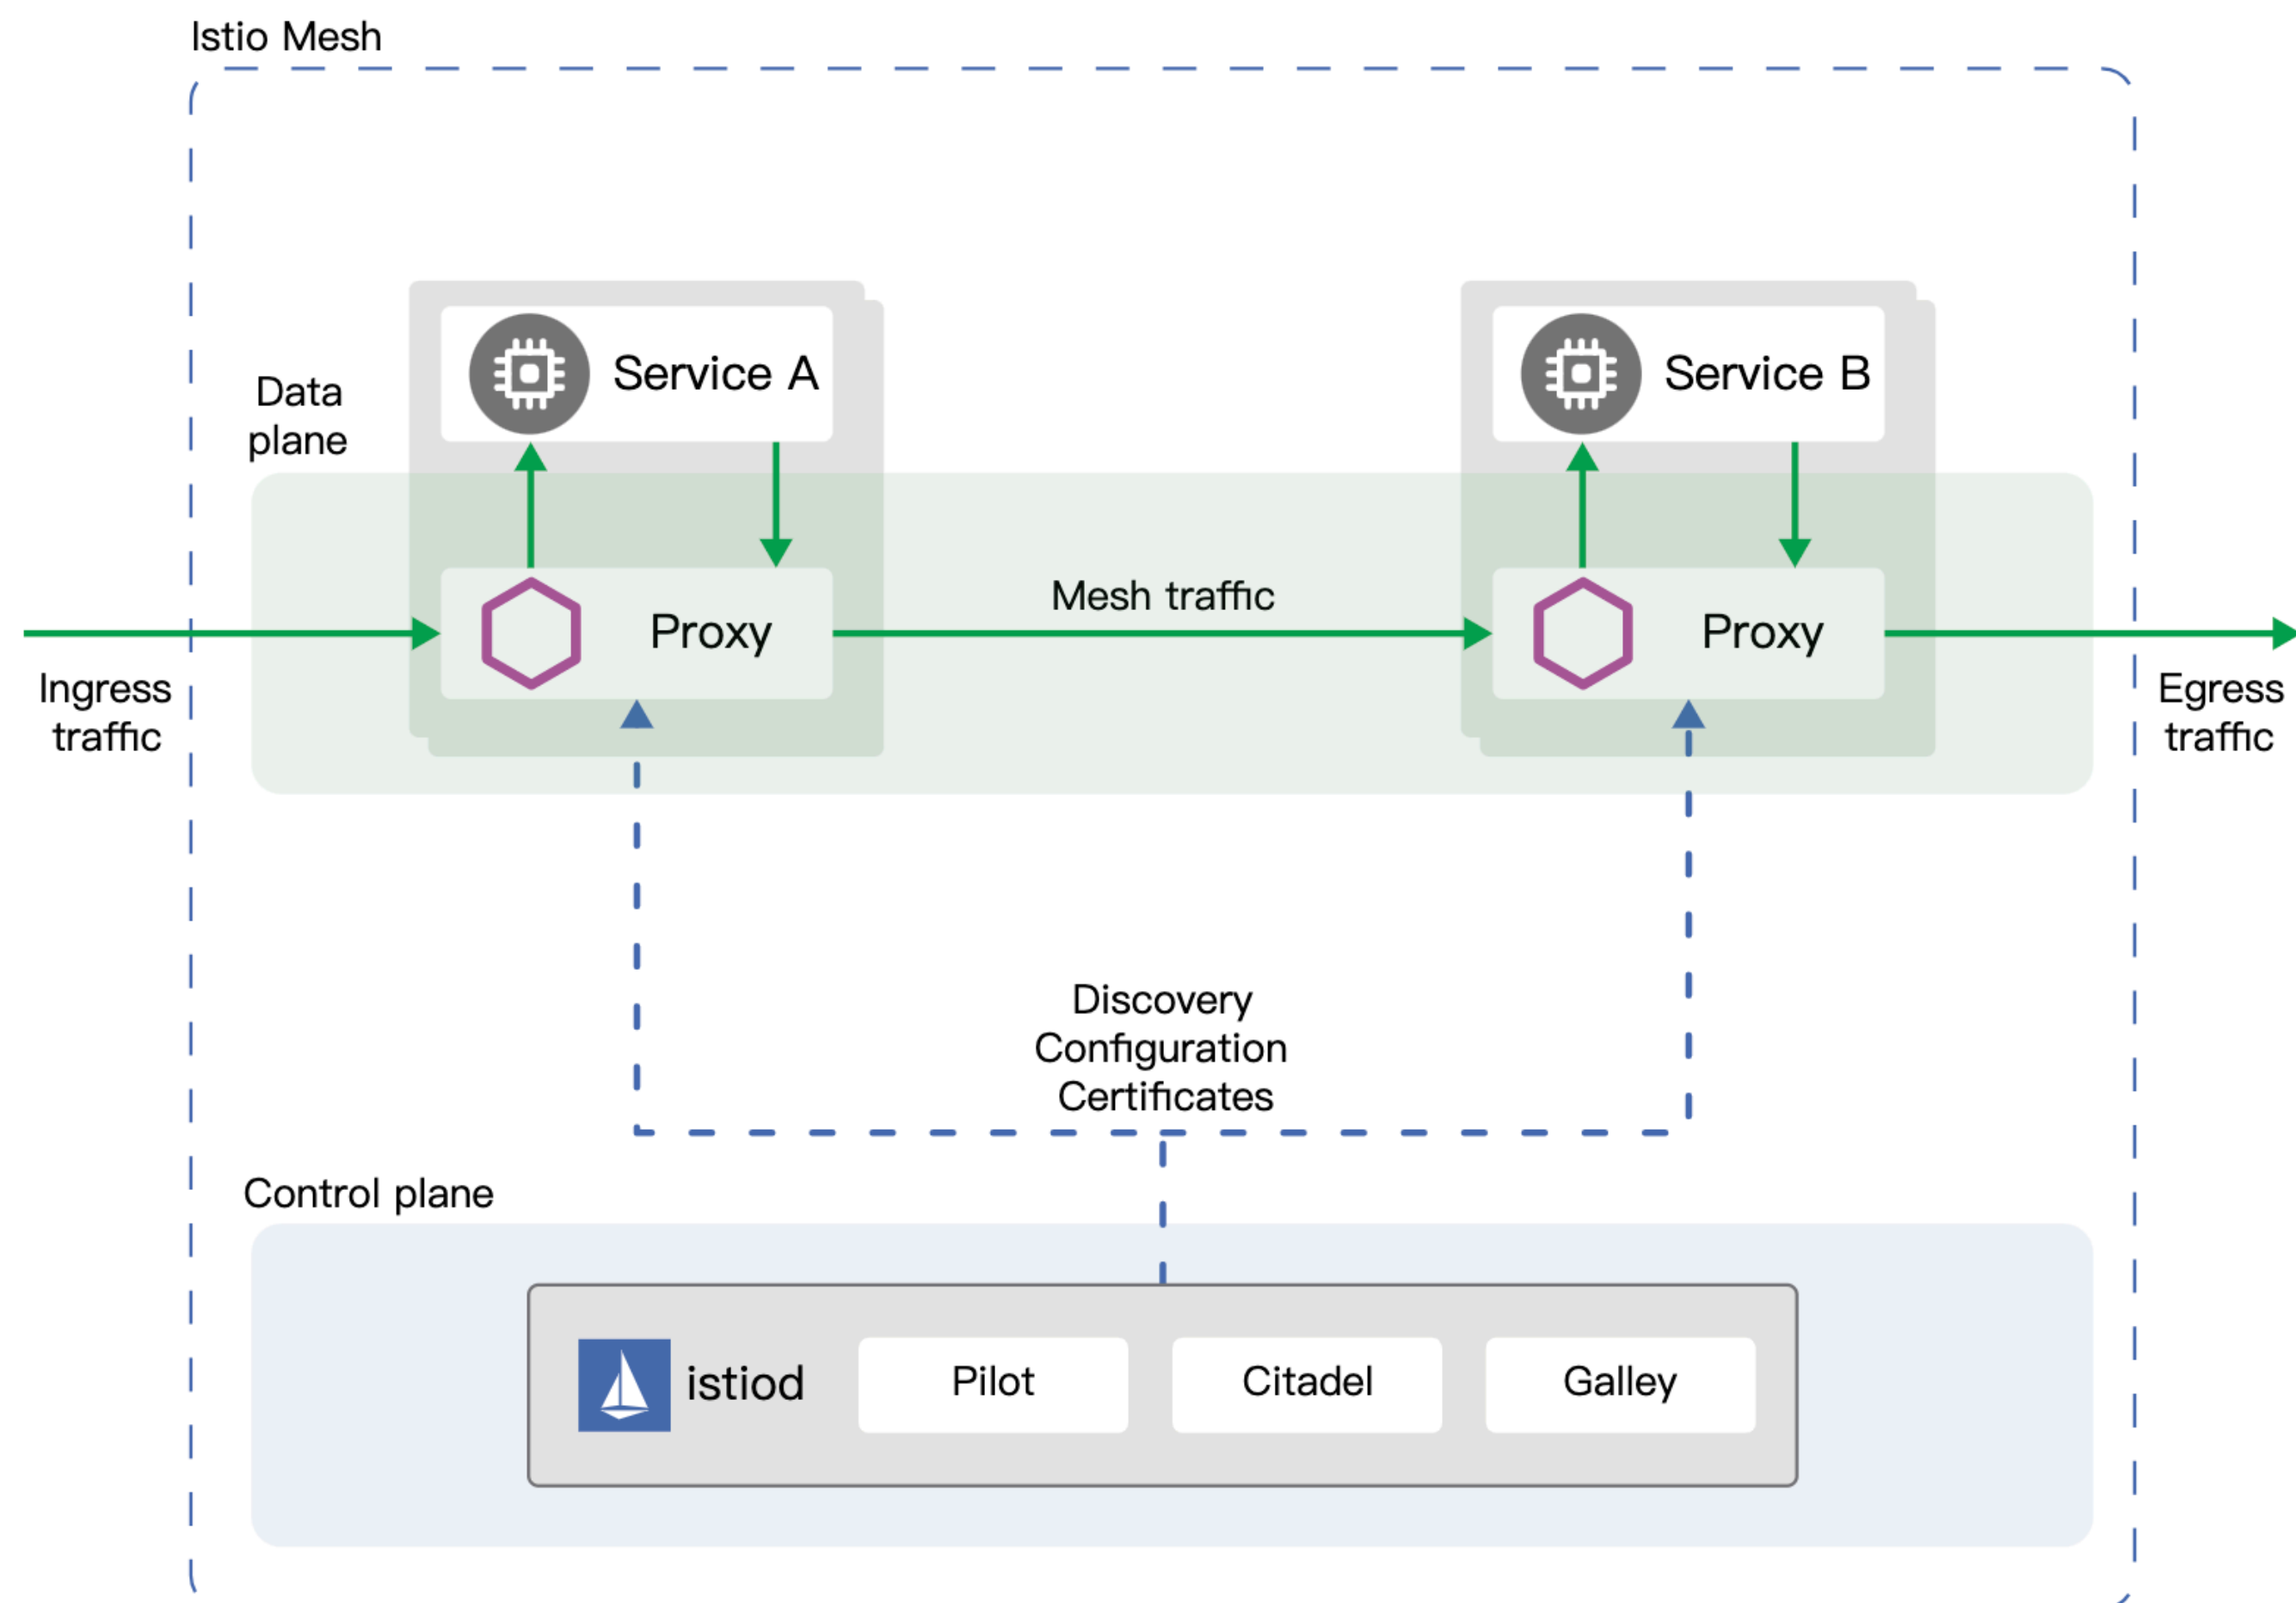 Istio Mesh
Data
plane
Service A
Service B
Proxy
Mesh traffic
Proxy
Ingress
traffic
Egress
traffic
Discovery
Configuration
Certificates
Control plane
istiod
Pilot
Citadel
Galley